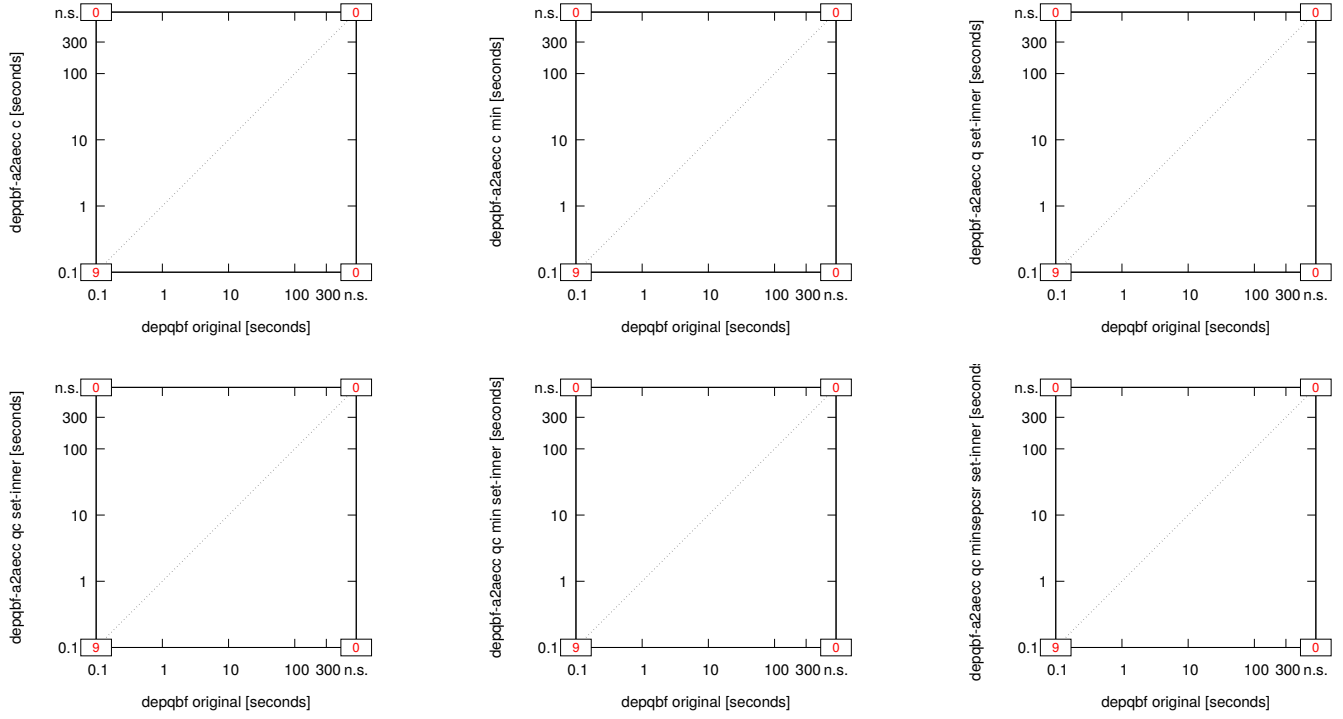 n.s. 0 0
300
100
10
1
0.1 9 0
0.1 1 10 100 300 n.s.
depqbf original [seconds]
depqbf-a2aecc c [seconds]
n.s. 0 0
300
100
10
1
0.1 9 0
0.1 1 10 100 300 n.s.
depqbf original [seconds]
depqbf-a2aecc c min [seconds]
n.s. 0 0
300
100
10
1
0.1 9 0
0.1 1 10 100 300 n.s.
depqbf original [seconds]
depqbf-a2aecc q set-inner [seconds]
n.s. 0 0
300
100
10
1
0.1 9 0
0.1 1 10 100 300 n.s.
depqbf original [seconds]
depqbf-a2aecc qc set-inner [seconds]
n.s. 0 0
300
100
10
1
0.1 9 0
0.1 1 10 100 300 n.s.
depqbf original [seconds]
depqbf-a2aecc qc min set-inner [seconds]
n.s. 0 0
300
100
10
1
0.1 9 0
0.1 1 10 100 300 n.s.
depqbf original [seconds]
depqbf-a2aecc qc minsepcsr set-inner [second